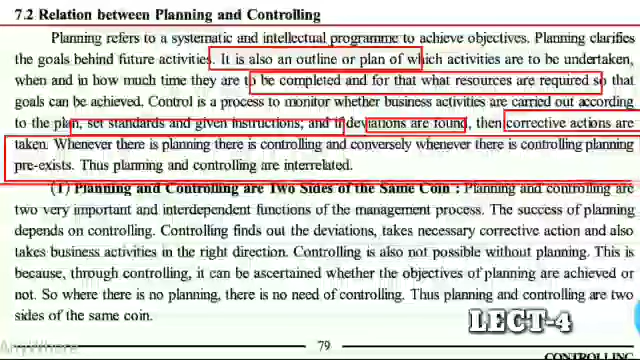 7.2 Relation between Planning and Controlling
Planning refers to a systematic and intellectual programme to achieve objectives. Planning clarifies
the goals behind future activities. It is also an outline or plan of which activities are to be undertaken,
when and in how much time they are to be completed and for that what resources are required so that
goals can be achieved. Control is a process to monitor whether business activities are carried out according
to the plan, set standards and given instructions, and if deviations are found, then corrective actions are
taken. Whenever there is planning there is controlling and conversely whenever there is controlling planning
pre-exists. Thus planning and controlling are interrelated.
(1) Planning and Controlling are Two Sides of the Same Coin : Planning and controlling are
two very important and interdependent functions of the management process. The success of planning
depends on controlling. Controlling finds out the deviations, takes necessary corrective action and also
takes business activities in the right direction. Controlling is also not possible without planning. This is
because, through controlling, it can be ascertained whether the objectives of planning are achieved or
not. So where there is no planning, there is no need of controlling. Thus planning and controlling are two
sides of the same coin.
LECT-4
AnyWhere
79
CONTROLLING